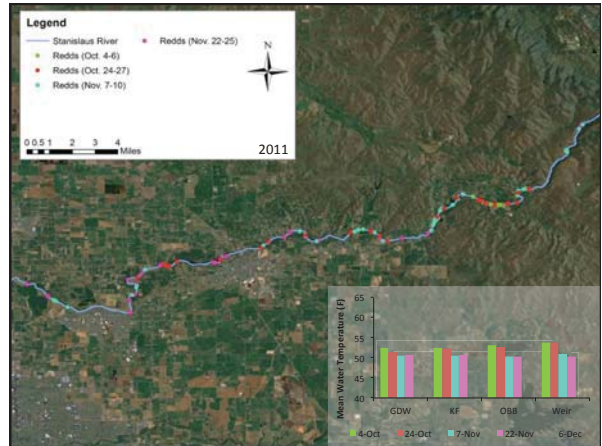 Legend
Stanislaus River
Redds (Oct. 4-6)
Redds (Oct. 24-27)
Redds (Nov. 7-10)
Redds (Nov. 22-25)
N
0 0.5 1 2 3 4
Miles
2011
Mean Water Temperature (F)
65
60
55
50
45
40
GDW KF OBB Weir
4-Oct 24-Oct 7-Nov 22-Nov 6-Dec